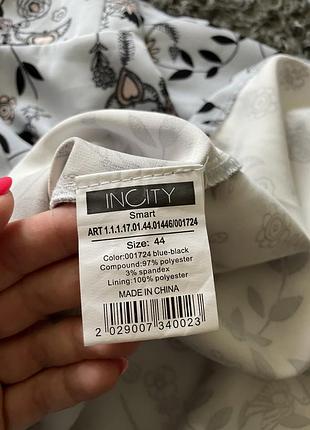 INCITY
Smart
ART 1.1.1.17.01.44.01446/001724
Size: 44
Color:001724 blue-black
Compound:97% polyester
3% spandex
Lining:100% polyester
MADE IN CHINA
2 029007 340023